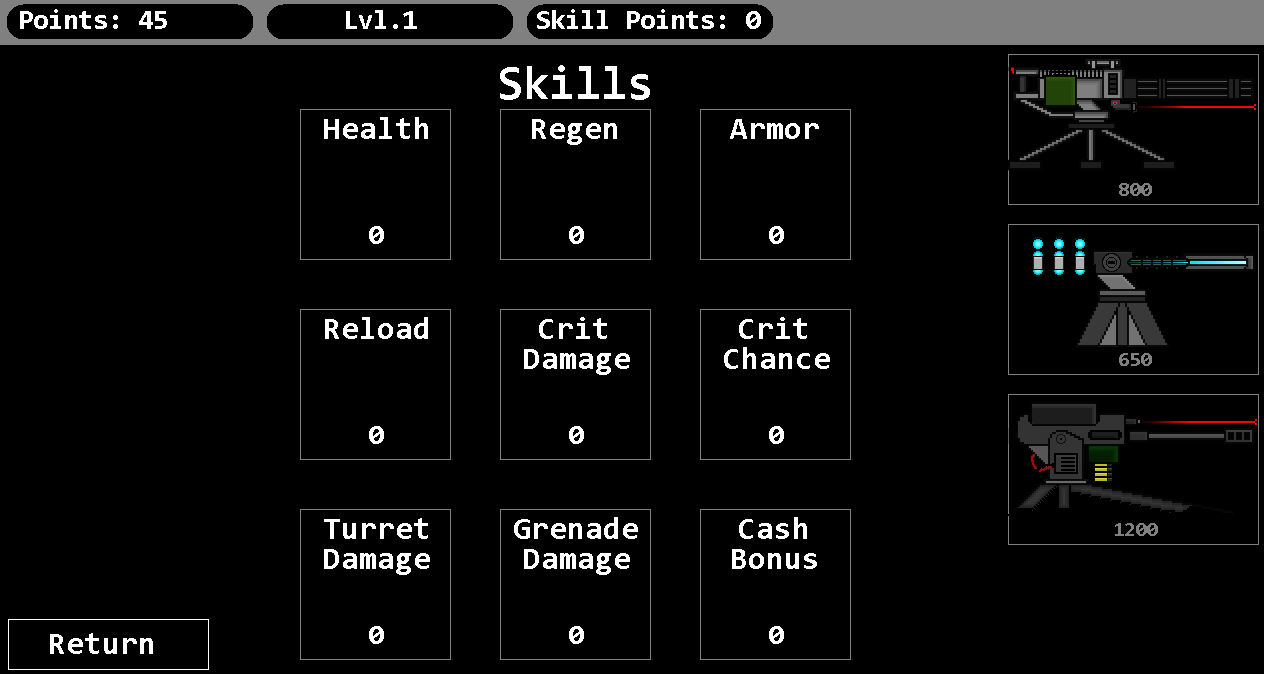 Points: 45
Lvl.1
Skill Points: 0
Skills
Health
0
Regen
0
Armor
0
Reload
0
Crit
Damage
0
Crit
Chance
0
Turret
Damage
0
Grenade
Damage
0
Cash
Bonus
0
800
650
1200
Return